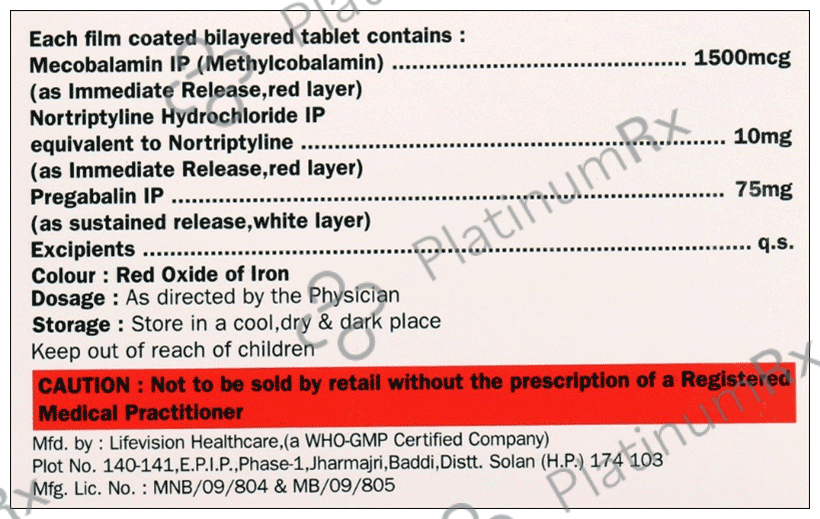 Each film coated bilayered tablet contains :
Mecobalamin IP (Methylcobalamin) ................................................ 1500mcg
(as Immediate Release,red layer)
Nortriptyline Hydrochloride IP
equivalent to Nortriptyline ...................................................................... 10mg
(as Immediate Release,red layer)
Pregabalin IP ........................................................................................ 75mg
(as sustained release,white layer)
Excipients ................................................................................................ q.s.
Colour : Red Oxide of Iron
Dosage : As directed by the Physician
Storage : Store in a cool,dry & dark place
Keep out of reach of children
CAUTION : Not to be sold by retail without the prescription of a Registered
Medical Practitioner
Mfd. by : Lifevision Healthcare,(a WHO-GMP Certified Company)
Plot No. 140-141,E.P.I.P.,Phase-1,Jharmajri,Baddi,Distt. Solan (H.P.) 174 103
Mfg. Lic. No. : MNB/09/804 & MB/09/805
PlatinumRx
PlatinumRx
PlatinumRx
Rx